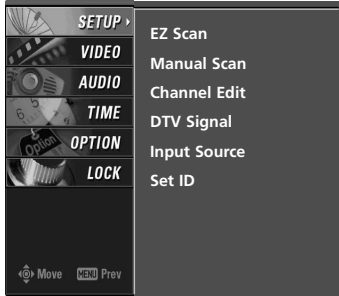 SETUP
VIDEO
AUDIO
TIME
OPTION
LOCK
Move MENU Prev
EZ Scan
Manual Scan
Channel Edit
DTV Signal
Input Source
Set ID